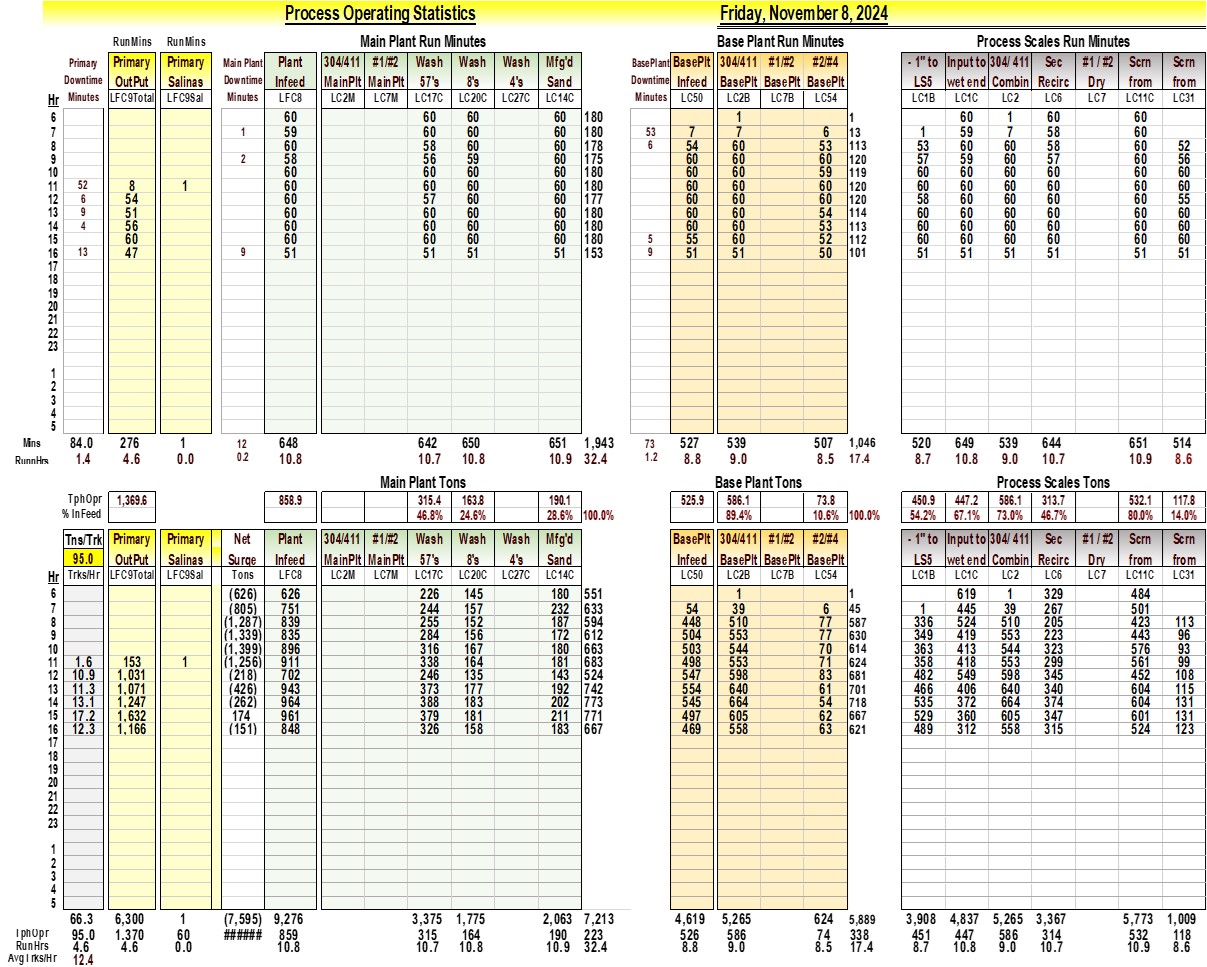 Process Operating Statistics Friday, November 8, 2024
RunMins RunMins Main Plant Run Minutes Base Plant Run Minutes Process Scales Run Minutes
Primary Primary Primary Main Plant Plant 304/411 #1/#2 Wash Wash Wash Mfg'd BasePlant BasePlt 304/411 #1/#2 #2/#4 - 1" to Input to 304/ 411 Sec #1 / #2 Scrn Scrn
Downtime OutPut Salinas Downtime Infeed MainPlt MainPlt 57's 8's 4's Sand Downtime Infeed BasePlt BasePlt BasePlt LS5 wet end Combin Recirc Dry from from
Hr Minutes LFC9Total LFC9Sal Minutes LFC8 LC2M LC7M LC17C LC20C LC27C LC14C Minutes LC50 LC2B LC7B LC54 LC1B LC1C LC2 LC6 LC7 LC11C LC31
6 60 60 60 60 180 1 1 60 1 60 60
7 1 59 60 60 60 180 53 7 7 6 13 1 59 7 58 60
8 60 58 60 60 178 6 54 60 53 113 53 60 60 58 60 52
9 2 58 56 59 60 175 60 60 60 120 57 59 60 57 60 56
10 60 60 60 60 180 60 60 59 119 60 60 60 60 60 60
11 52 8 1 60 60 60 60 180 60 60 60 120 60 60 60 60 60 60
12 6 54 60 57 60 60 177 60 60 60 120 58 60 60 60 60 55
13 9 51 60 60 60 60 180 60 60 54 114 60 60 60 60 60 60
14 4 56 60 60 60 60 180 60 60 53 113 60 60 60 60 60 60
15 60 60 60 60 60 180 5 55 60 52 112 60 60 60 60 60 60
16 13 47 9 51 51 51 51 153 9 51 51 50 101 51 51 51 51 51 51
17
18
19
20
21
22
23
1
2
3
4
5
Mins 84.0 276 1 12 648 642 650 651 1,943 73 527 539 507 1,046 520 649 539 644 651 514
RunnHrs 1.4 4.6 0.0 0.2 10.8 10.7 10.8 10.9 32.4 1.2 8.8 9.0 8.5 17.4 8.7 10.8 9.0 10.7 10.9 8.6
Main Plant Tons Base Plant Tons Process Scales Tons
TphOpr 1,369.6 858.9 315.4 163.8 190.1 525.9 586.1 73.8 450.9 447.2 586.1 313.7 532.1 117.8
% InFeed 46.8% 24.6% 28.6% 100.0% 89.4% 10.6% 100.0% 54.2% 67.1% 73.0% 46.7% 80.0% 14.0%
Tns/Trk Primary Primary Net Plant 304/411 #1/#2 Wash Wash Wash Mfg'd BasePlt 304/411 #1/#2 #2/#4 - 1" to Input to 304/ 411 Sec #1 / #2 Scrn Scrn
95.0 OutPut Salinas Surge Infeed MainPlt MainPlt 57's 8's 4's Sand Infeed BasePlt BasePlt BasePlt LS5 wet end Combin Recirc Dry from from
Hr Trks/Hr LFC9Total LFC9Sal Tons LFC8 LC2M LC7M LC17C LC20C LC27C LC14C LC50 LC2B LC7B LC54 LC1B LC1C LC2 LC6 LC7 LC11C LC31
6 (626) 626 226 145 180 551 1 1 619 1 329 484
7 (805) 751 244 157 232 633 54 39 6 45 1 445 39 267 501
8 (1,287) 839 255 152 187 594 448 510 77 587 336 524 510 205 423 113
9 (1,339) 835 284 156 172 612 504 553 77 630 349 419 553 223 443 96
10 (1,399) 896 316 167 180 663 503 544 70 614 363 413 544 323 576 93
11 1.6 153 1 (1,256) 911 338 164 181 683 498 553 71 624 358 418 553 299 561 99
12 10.9 1,031 (218) 702 246 135 143 524 547 598 83 681 482 549 598 345 452 108
13 11.3 1,071 (426) 943 373 177 192 742 554 640 61 701 466 406 640 340 604 115
14 13.1 1,247 (262) 964 388 183 202 773 545 664 54 718 535 372 664 374 604 131
15 17.2 1,632 174 961 379 181 211 771 497 605 62 667 529 360 605 347 601 131
16 12.3 1,166 (151) 848 326 158 183 667 469 558 63 621 489 312 558 315 524 123
17
18
19
20
21
22
23
1
2
3
4
5
66.3 6,300 1 (7,595) 9,276 3,375 1,775 2,063 7,213 4,619 5,265 624 5,889 3,908 4,837 5,265 3,367 5,773 1,009
TphOpr 95.0 1,370 60 ###### 859 315 164 190 223 526 586 74 338 451 447 586 314 532 118
RunHrs 4.6 4.6 0.0 10.8 10.7 10.8 10.9 32.4 8.8 9.0 8.5 17.4 8.7 10.8 9.0 10.7 10.9 8.6
AvgTrks/Hr 12.4